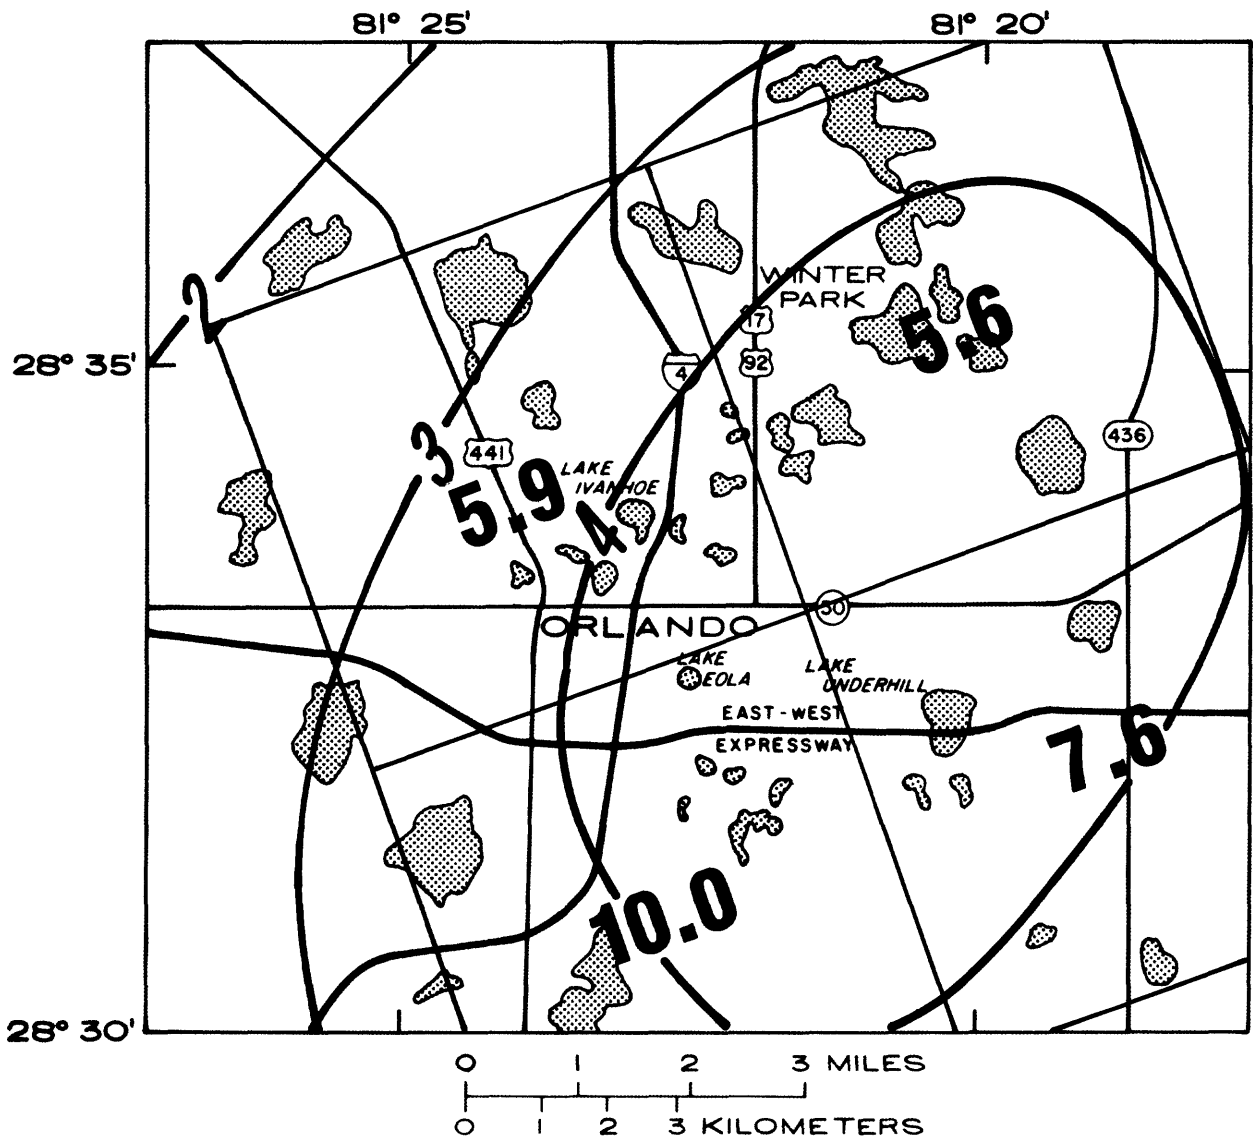 81° 25'
81° 20'
WINTER
PARK
2
17
5.6
28° 35'
4
92
3
441
436
LAKE
IVANHOE
5.9
4
50
ORLANDO
LAKE
EOLA
LAKE
UNDERHILL
EAST-WEST
EXPRESSWAY
7.6
10.0
28° 30'
0 1 2 3 MILES
0 1 2 3 KILOMETERS